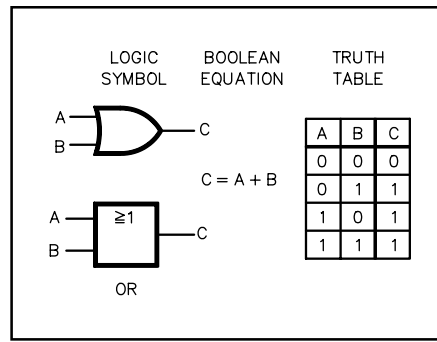 LOGIC SYMBOL
BOOLEAN EQUATION
TRUTH TABLE
A
B
C
C = A + B
A
B
≧1
C
OR
A B C
0 0 0
0 1 1
1 0 1
1 1 1